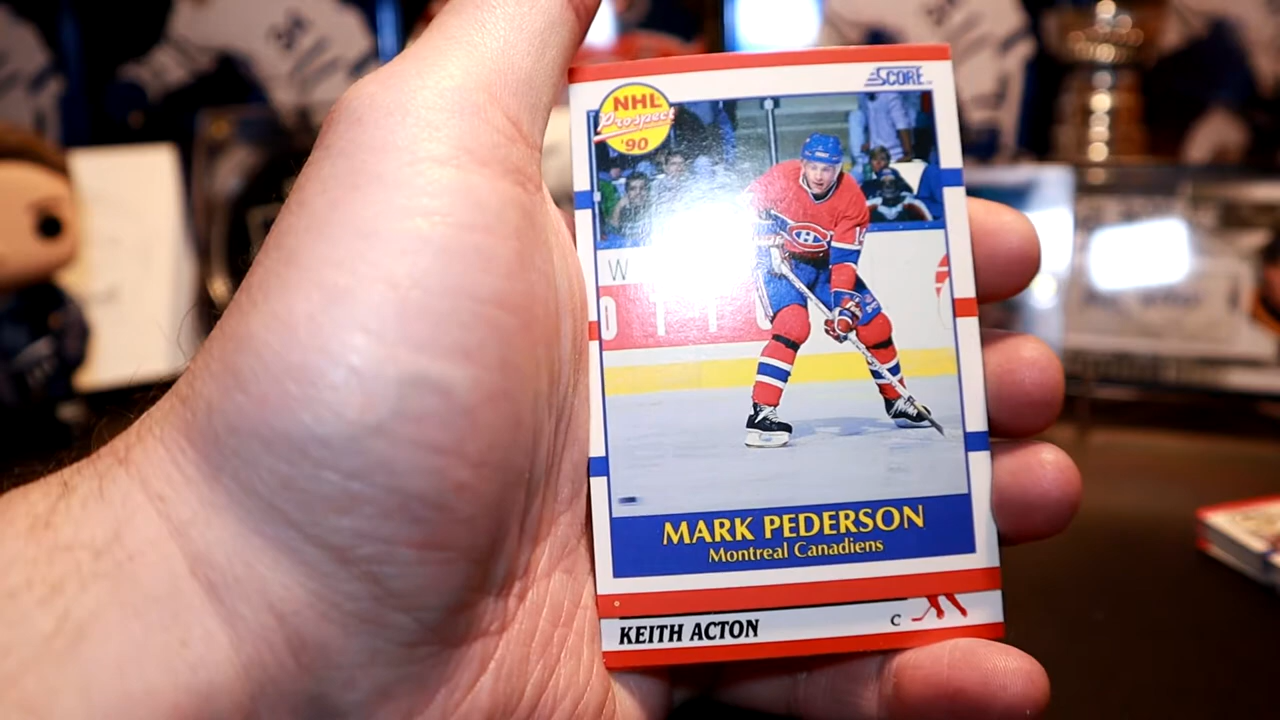 SCORE
NHL
Prospect
'90
W
MARK PEDERSON
Montreal Canadiens
KEITH ACTON
C